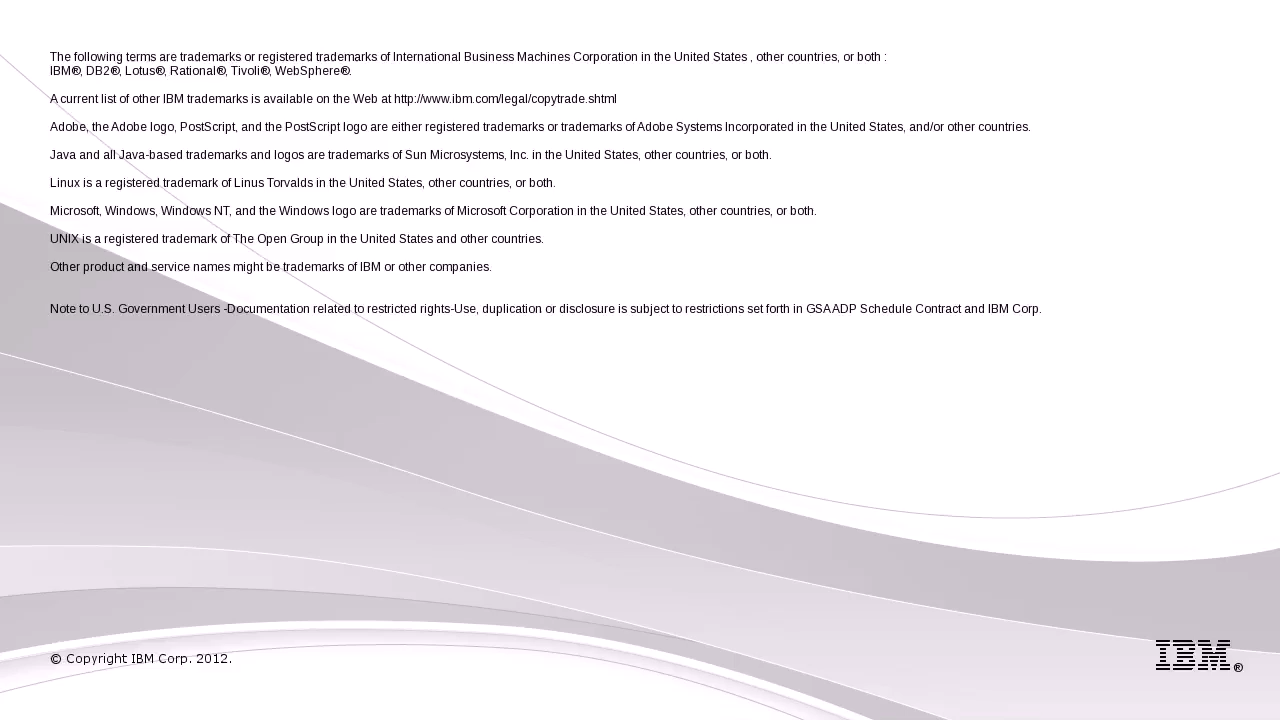 The following terms are trademarks or registered trademarks of International Business Machines Corporation in the United States , other countries, or both :
IBM®, DB2®, Lotus®, Rational®, Tivoli®, WebSphere®.
A current list of other IBM trademarks is available on the Web at http://www.ibm.com/legal/copytrade.shtml
Adobe, the Adobe logo, PostScript, and the PostScript logo are either registered trademarks or trademarks of Adobe Systems Incorporated in the United States, and/or other countries.
Java and all Java-based trademarks and logos are trademarks of Sun Microsystems, Inc. in the United States, other countries, or both.
Linux is a registered trademark of Linus Torvalds in the United States, other countries, or both.
Microsoft, Windows, Windows NT, and the Windows logo are trademarks of Microsoft Corporation in the United States, other countries, or both.
UNIX is a registered trademark of The Open Group in the United States and other countries.
Other product and service names might be trademarks of IBM or other companies.
Note to U.S. Government Users -Documentation related to restricted rights-Use, duplication or disclosure is subject to restrictions set forth in GSAADP Schedule Contract and IBM Corp.
© Copyright IBM Corp. 2012.
IBM®